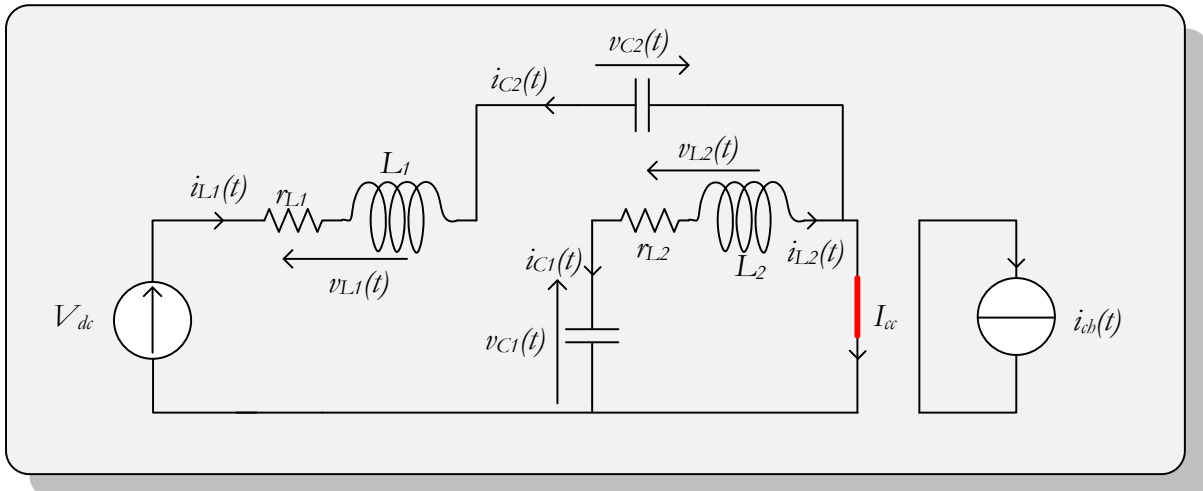 vC2(t)
iC2(t)
L1
vL2(t)
iL1(t)
rL1
rL2
L2
iL2(t)
iC1(t)
vL1(t)
Vdc
vC1(t)
Icc
ich(t)